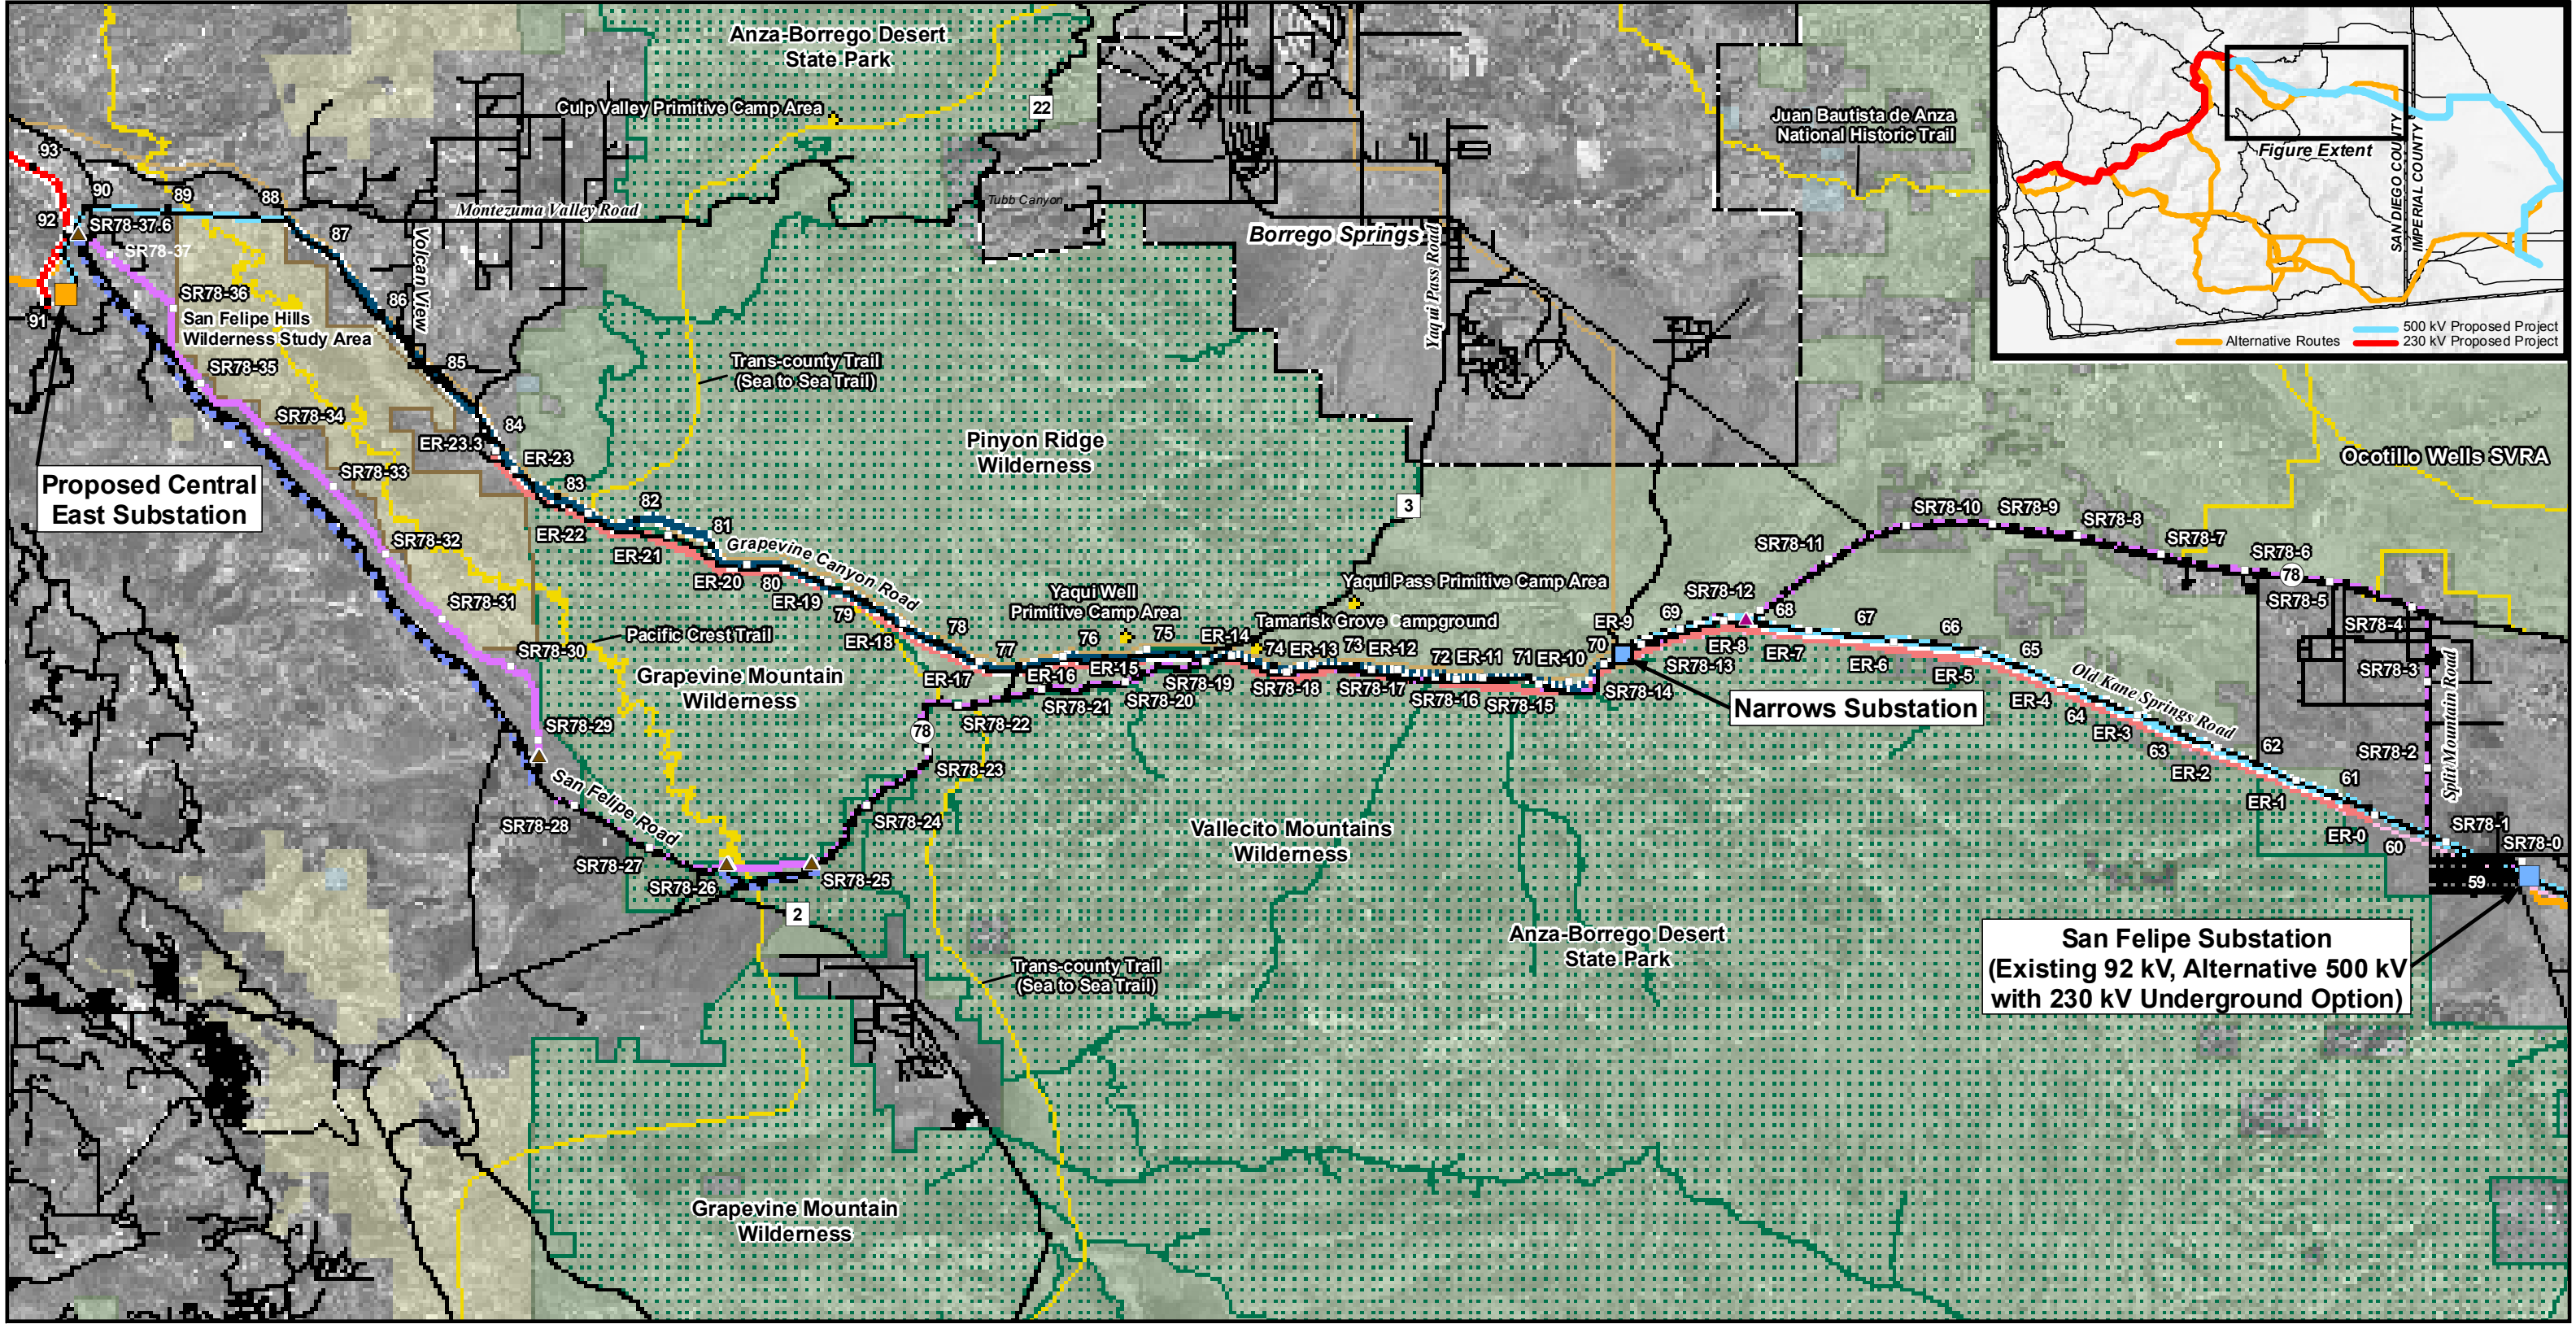 Anza-Borrego Desert
State Park
Culp Valley Primitive Camp Area
22
Juan Bautista de Anza
National Historic Trail
Figure Extent
SAN DIEGO COUNTY
IMPERIAL COUNTY
500 kV Proposed Project
Alternative Routes
230 kV Proposed Project
93
90
89
88
92
SR78-37.6
SR78-37
87
Montezuma Valley Road
Volcan View
Tubb Canyon
Borrego Springs
Yaqui Pass Road
91
SR78-36
San Felipe Hills
Wilderness Study Area
86
SR78-35
85
Trans-county Trail
(Sea to Sea Trail)
SR78-34
84
ER-23.3
ER-23
Pinyon Ridge
Wilderness
Ocotillo Wells SVRA
Proposed Central
East Substation
SR78-33
83
82
81
3
SR78-10
SR78-9
SR78-8
SR78-7
SR78-6
78
SR78-5
SR78-11
SR78-32
ER-22
ER-21
ER-20
80
ER-19
79
ER-18
Grapevine Canyon Road
78
77
Yaqui Well
Primitive Camp Area
76
75
Yaqui Pass Primitive Camp Area
Tamarisk Grove Campground
SR78-12
SR78-31
SR78-30
Pacific Crest Trail
Grapevine Mountain
Wilderness
ER-17
ER-16
ER-15
ER-14
74
ER-13
73
ER-12
72
ER-11
71
ER-10
70
ER-9
69
68
67
66
65
SR78-4
SR78-3
SR78-19
SR78-20
SR78-21
SR78-22
SR78-18
SR78-17
SR78-16
SR78-15
SR78-14
SR78-13
ER-8
ER-7
ER-6
ER-5
ER-4
64
ER-3
63
ER-2
62
61
ER-1
ER-0
60
Old Kane Springs Road
Narrows Substation
SR78-2
Split Mountain Road
SR78-29
78
SR78-23
San Felipe Road
SR78-28
SR78-24
SR78-27
SR78-26
SR78-25
2
Vallecito Mountains
Wilderness
SR78-1
SR78-0
59
Trans-county Trail
(Sea to Sea Trail)
Anza-Borrego Desert
State Park
San Felipe Substation
(Existing 92 kV, Alternative 500 kV
with 230 kV Underground Option)
Grapevine Mountain
Wilderness